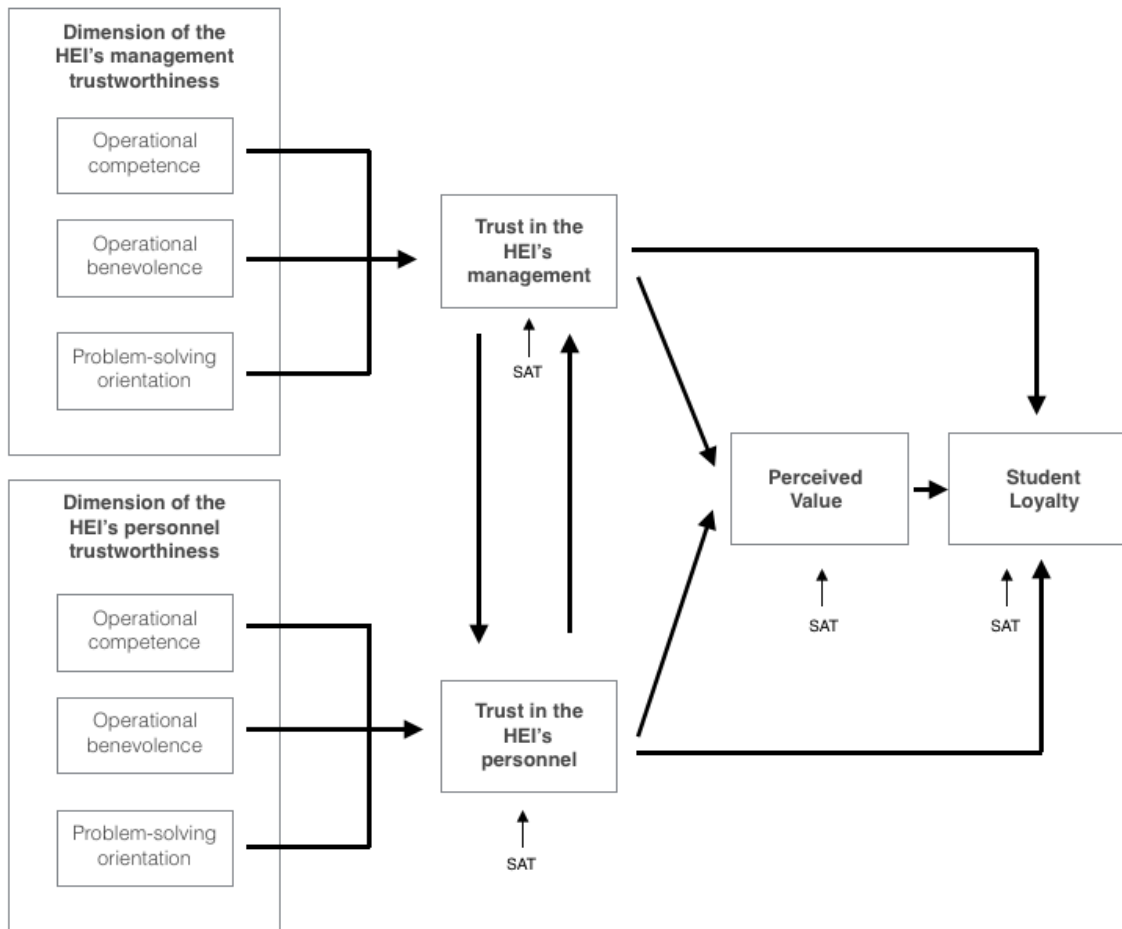 Dimension of the
HEI's management
trustworthiness
Operational
competence
Operational
benevolence
Problem-solving
orientation
Trust in the
HEI's
management
SAT
Perceived
Value
Student
Loyalty
SAT
SAT
Dimension of the
HEI's personnel
trustworthiness
Operational
competence
Operational
benevolence
Problem-solving
orientation
Trust in the
HEI's
personnel
SAT